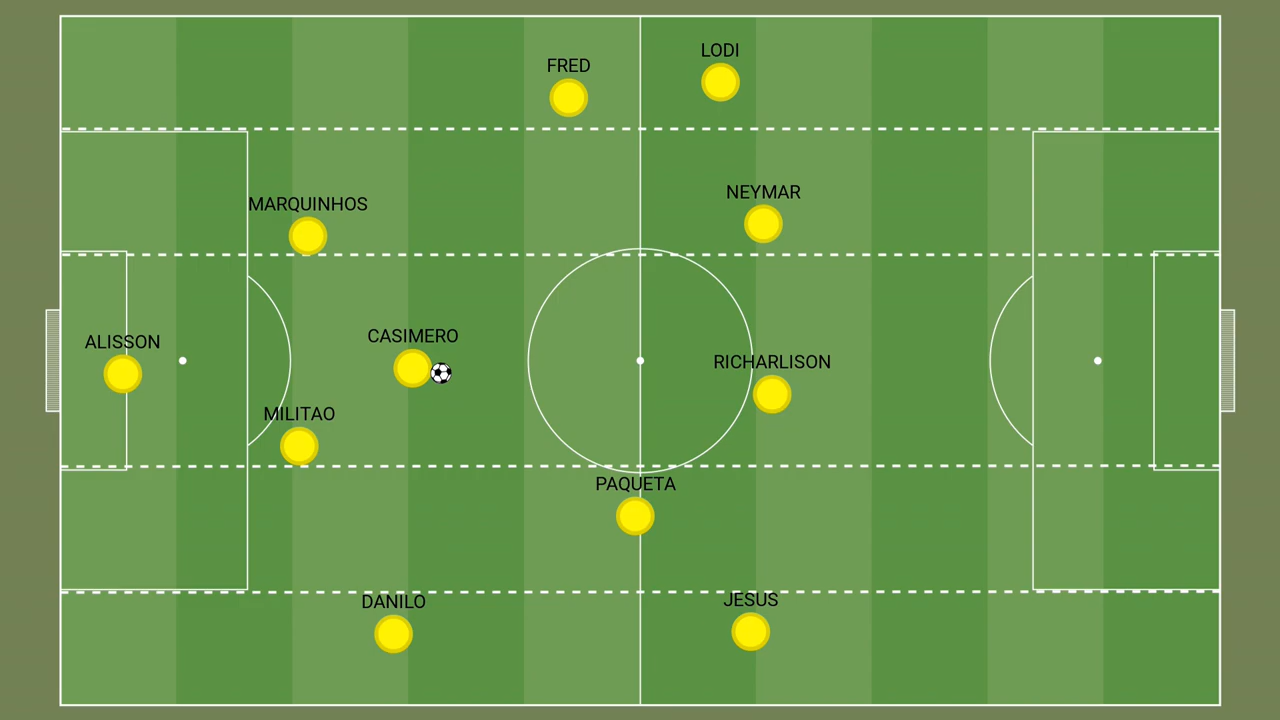 LODI
FRED
NEYMAR
MARQUINHOS
CASIMERO
ALISSON
RICHARLISON
MILITAO
PAQUETA
JESUS
DANILO